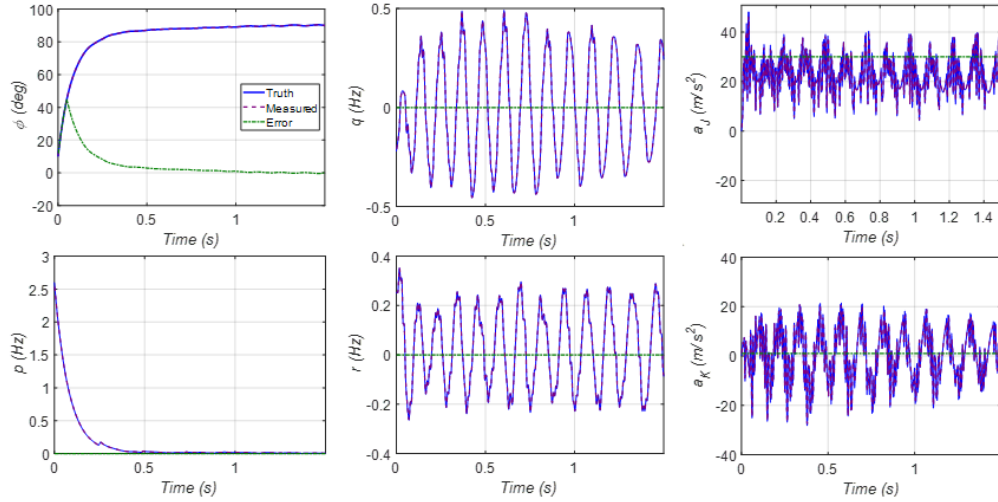 100
80
60
40
20
0
-20
ϕ (deg)
Truth
Measured
Error
0
0.5
1
Time (s)
0.5
0
-0.5
q (Hz)
0
0.5
1
Time (s)
40
20
0
-20
a_J (m/s²)
0.2 0.4 0.6 0.8 1 1.2 1.4
Time (s)
3
2.5
2
1.5
1
0.5
0
p (Hz)
0
0.5
1
Time (s)
0.4
0.2
0
-0.2
-0.4
r (Hz)
0
0.5
1
Time (s)
40
20
0
-20
-40
a_K (m/s²)
0
0.5
1
Time (s)